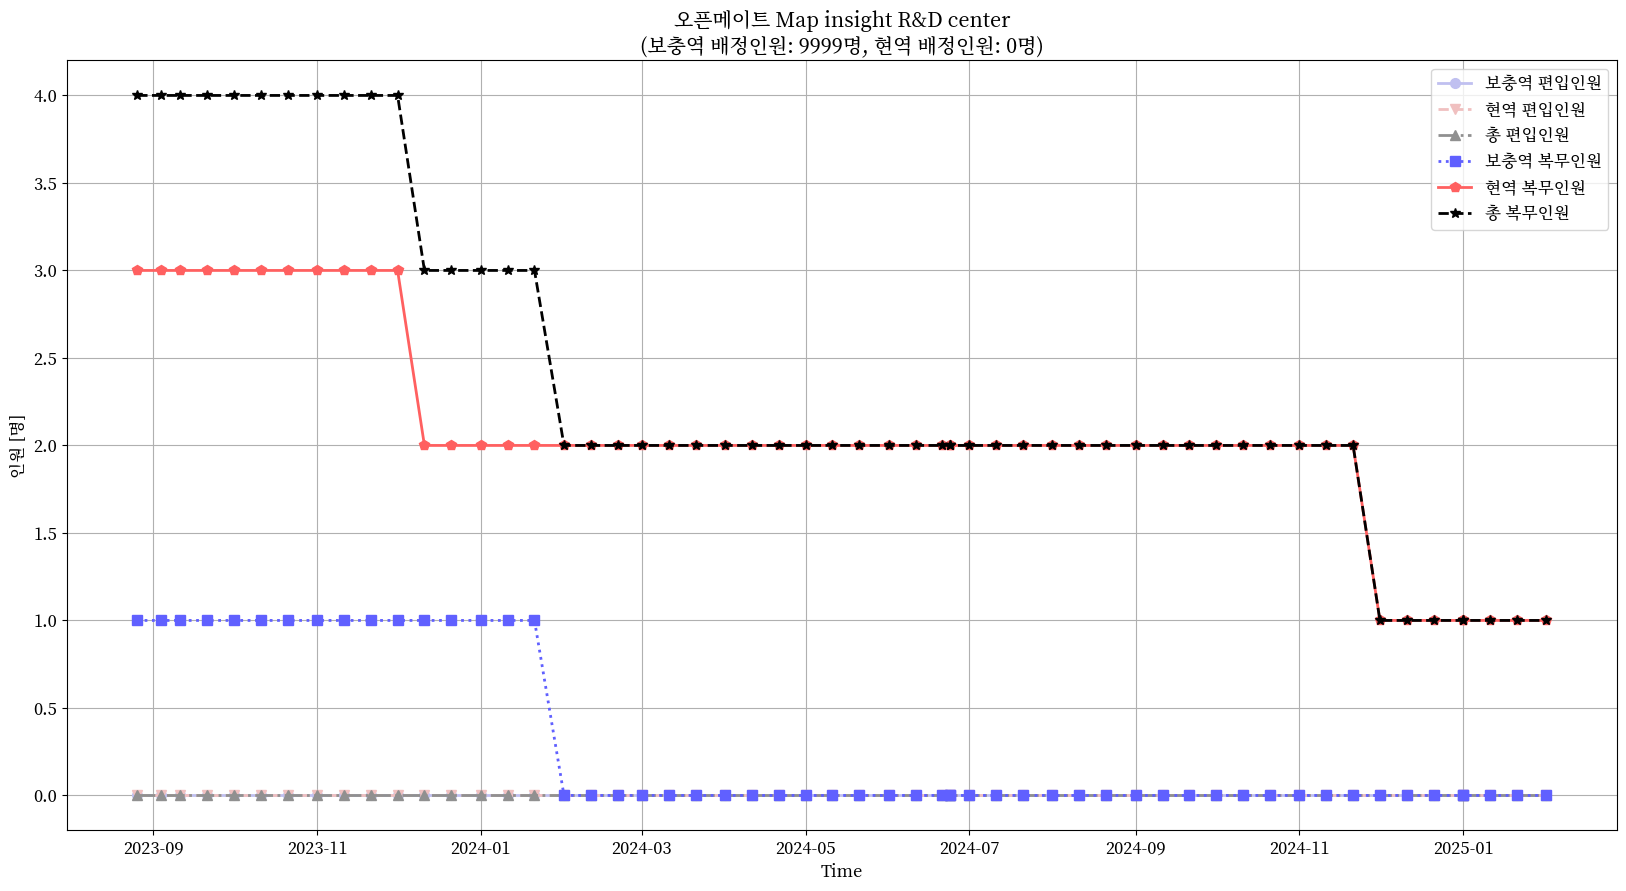 오픈메이트 Map insight R&D center
(보충역 배정인원: 9999명, 현역 배정인원: 0명)
보충역 편입인원
현역 편입인원
총 편입인원
보충역 복무인원
현역 복무인원
총 복무인원
인원 [명]
4.0
3.5
3.0
2.5
2.0
1.5
1.0
0.5
0.0
2023-09 2023-11 2024-01 2024-03 2024-05 2024-07 2024-09 2024-11 2025-01
Time